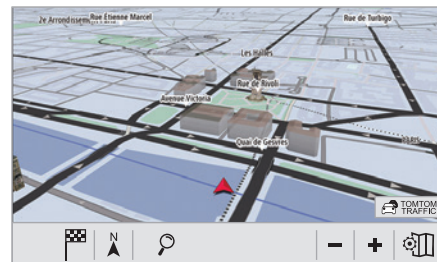 Rue Etienne Marcel
Rue de Turbigo
2e Arrondissem
Les Halles
Rue de Rivoli
Avenue Victoria
Quai de Gesvres
TOMTOM
TRAFFIC
N